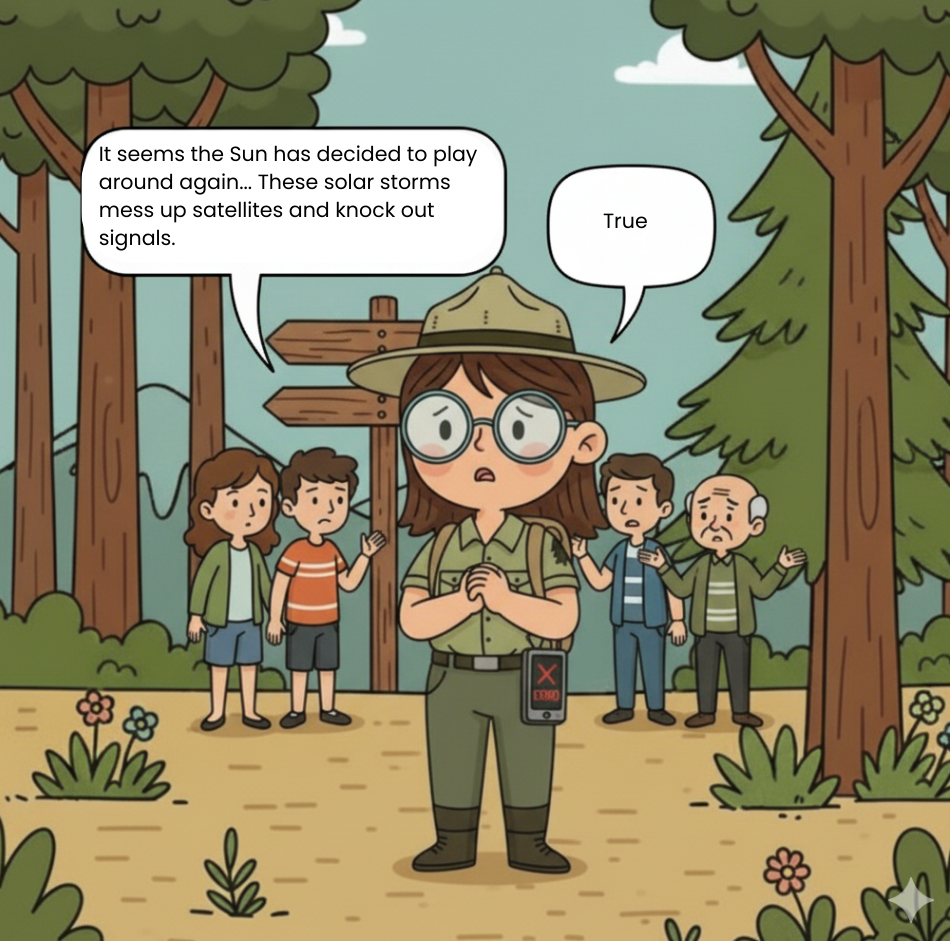 It seems the Sun has decided to play
around again... These solar storms
mess up satellites and knock out
signals.
True